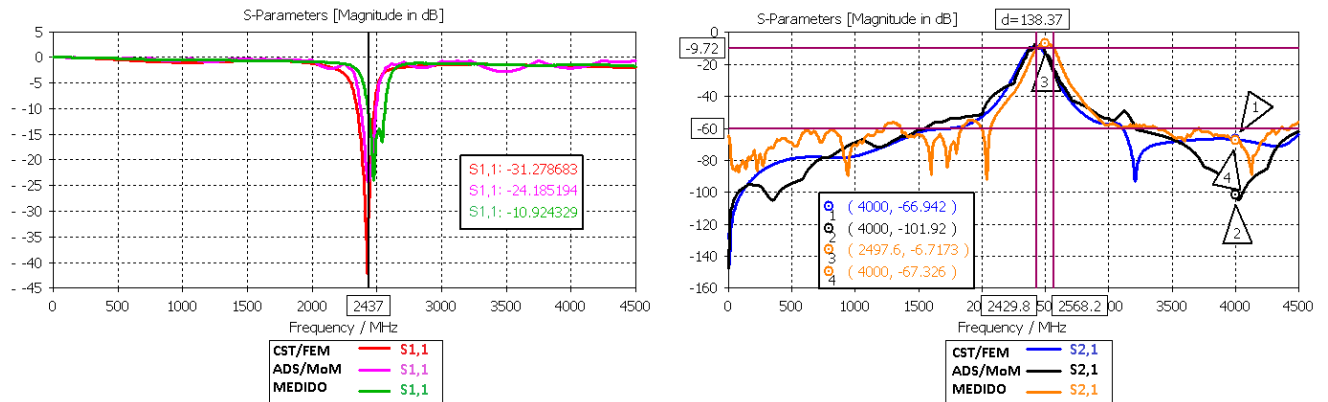 S-Parameters [Magnitude in dB]
5
0
-5
-10
-15
-20
-25
-30
-35
-40
-45
S1,1: -31.278683
S1,1: -24.185194
S1,1: -10.924329
0 500 1000 1500 2000 2437 3000 3500 4000 4500
Frequency / MHz
CST/FEM S1,1
ADS/MoM S1,1
MEDIDO S1,1
S-Parameters [Magnitude in dB]
d=138.37
0
-9.72
-20
-40
-60
-80
-100
-120
-140
-160
3
1
4
2
1 ( 4000, -66.942 )
2 ( 4000, -101.92 )
3 ( 2497.6, -6.7173 )
4 ( 4000, -67.326 )
0 500 1000 1500 2429.8 500 2568.2 3500 4000 4500
Frequency / MHz
CST/FEM S2,1
ADS/MoM S2,1
MEDIDO S2,1